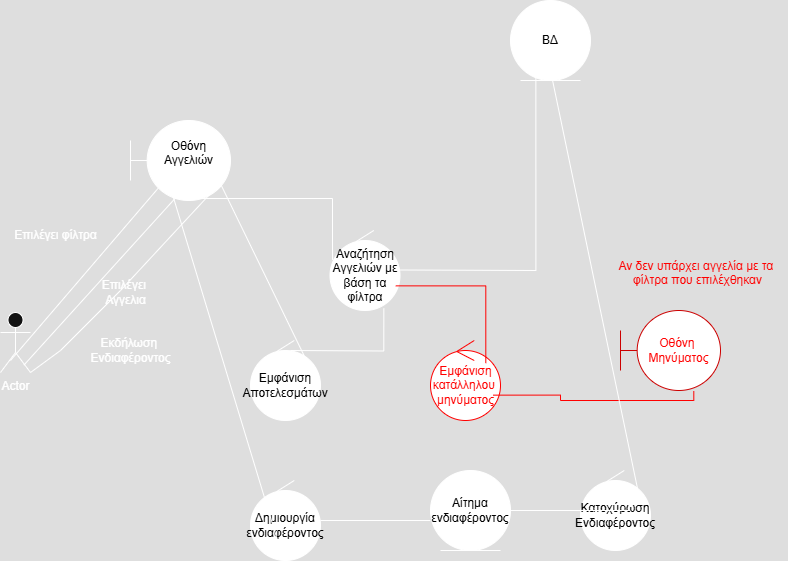 ΒΔ
Οθόνη
Αγγελιών
Επιλέγει φίλτρα
Αναζήτηση
Αγγελιών με
βάση τα
φίλτρα
Αν δεν υπάρχει αγγελία με τα
φίλτρα που επιλέχθηκαν
Επιλέγει
Αγγελια
Εκδήλωση
Ενδιαφέροντος
Οθόνη
Μηνύματος
Actor
Εμφάνιση
Αποτελεσμάτων
Εμφάνιση
κατάλληλου
μηνύματος
Δημιουργία
ενδιαφέροντος
Αίτημα
ενδιαφέροντος
Κατοχύρωση
Ενδιαφέροντος